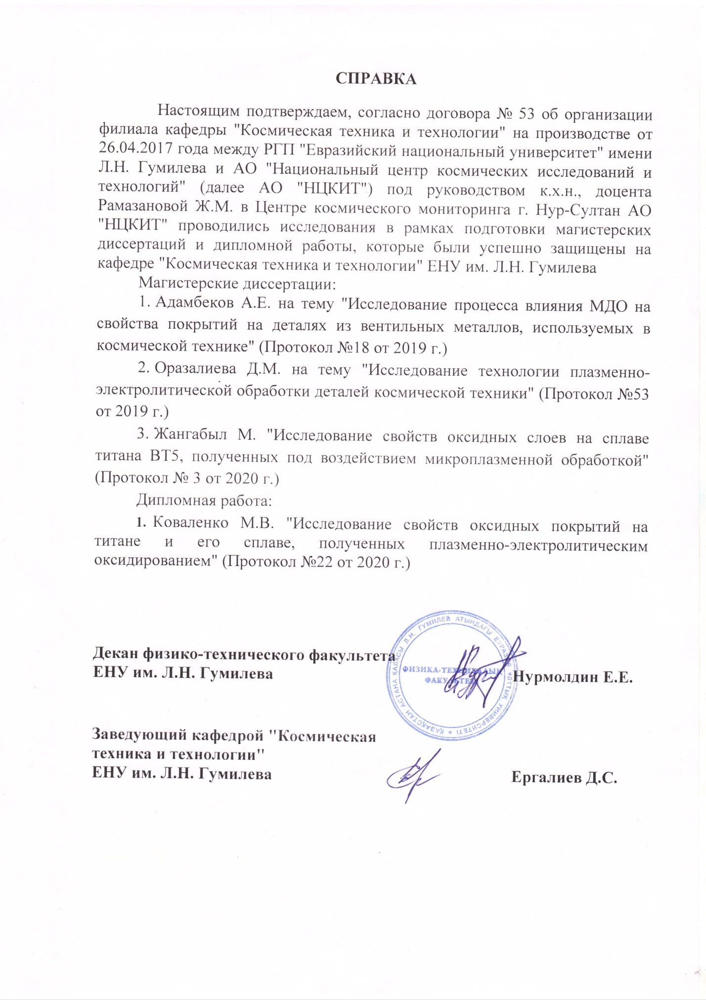 СПРАВКА
Настоящим подтверждаем, согласно договора № 53 об организации
филиала кафедры "Космическая техника и технологии" на производстве от
26.04.2017 года между РГП "Евразийский национальный университет" имени
Л.Н. Гумилева и АО "Национальный центр космических исследований и
технологий" (далее АО "НЦКИТ") под руководством к.х.н., доцента
Рамазановой Ж.М. в Центре космического мониторинга г. Нур-Султан АО
"НЦКИТ" проводились исследования в рамках подготовки магистерских
диссертаций и дипломной работы, которые были успешно защищены на
кафедре "Космическая техника и технологии" ЕНУ им. Л.Н. Гумилева
Магистерские диссертации:
1. Адамбеков А.Е. на тему "Исследование процесса влияния МДО на
свойства покрытий на деталях из вентильных металлов, используемых в
космической технике" (Протокол №18 от 2019 г.)
2. Оразалиева Д.М. на тему "Исследование технологии плазменно-
электролитической обработки деталей космической техники" (Протокол №53
от 2019 г.)
3. Жангабыл М. "Исследование свойств оксидных слоев на сплаве
титана ВТ5, полученных под воздействием микроплазменной обработкой"
(Протокол № 3 от 2020 г.)
Дипломная работа:
1. Коваленко М.В. "Исследование свойств оксидных покрытий на
титане и его сплаве, полученных плазменно-электролитическим
оксидированием" (Протокол №22 от 2020 г.)
Декан физико-технического факультета
ЕНУ им. Л.Н. Гумилева Нурмолдин Е.Е.
ҚАЗАҚСТАН АСТАНА ҚАЛАСЫ Л.Н. ГУМИЛЕВ АТЫНДАҒЫ ЕУРАЗИЯ ҰЛТТЫҚ УНИВЕРСИТЕТІ *
ФИЗИКА-ТЕХНИКАЛЫҚ
ФАКУЛЬТЕТІ
Заведующий кафедрой "Космическая
техника и технологии"
ЕНУ им. Л.Н. Гумилева Ергалиев Д.С.